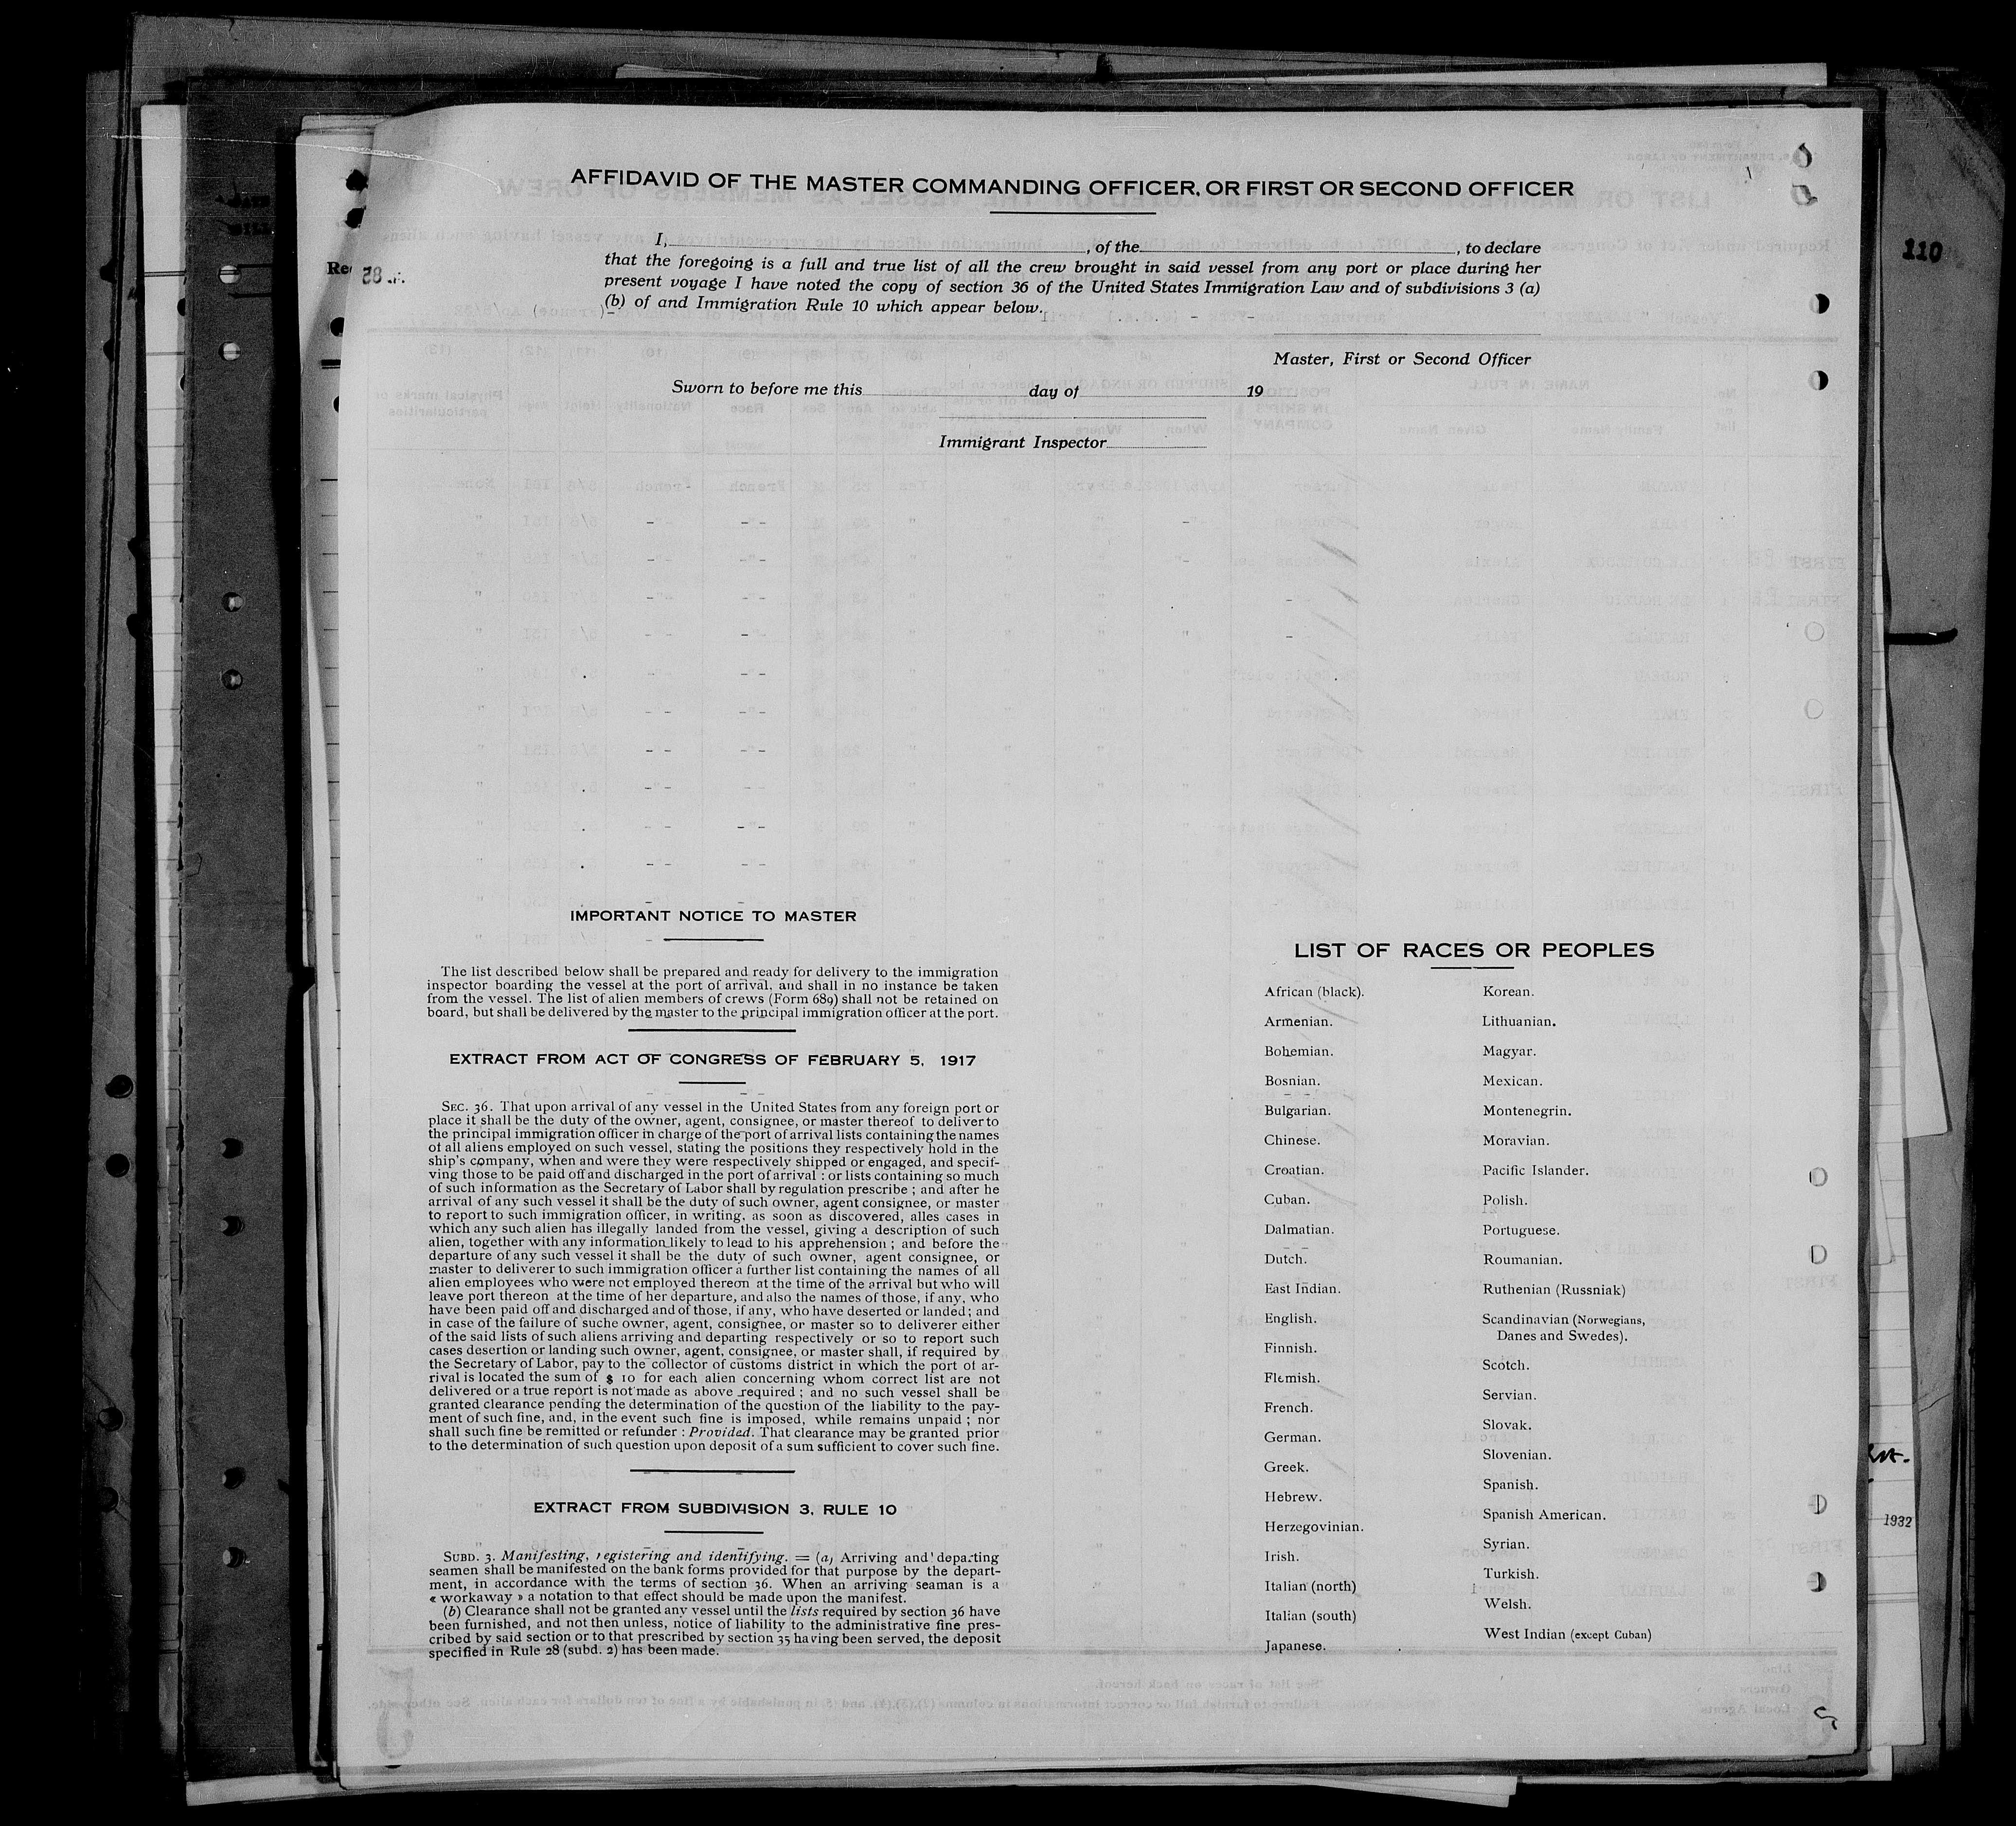 AFFIDAVID OF THE MASTER COMMANDING OFFICER, OR FIRST OR SECOND OFFICER
I, , of the , to declare
that the foregoing is a full and true list of all the crew brought in said vessel from any port or place during her
present voyage I have noted the copy of section 36 of the United States Immigration Law and of subdivisions 3 (a)
(b) of and Immigration Rule 10 which appear below.
Master, First or Second Officer
Sworn to before me this day of 19
Immigrant Inspector
110
IMPORTANT NOTICE TO MASTER
The list described below shall be prepared and ready for delivery to the immigration
inspector boarding the vessel at the port of arrival, and shall in no instance be taken
from the vessel. The list of alien members of crews (Form 689) shall not be retained on
board, but shall be delivered by the master to the principal immigration officer at the port.
EXTRACT FROM ACT OF CONGRESS OF FEBRUARY 5, 1917
SEC. 36. That upon arrival of any vessel in the United States from any foreign port or
place it shall be the duty of the owner, agent, consignee, or master thereof to deliver to
the principal immigration officer in charge of the port of arrival lists containing the names
of all aliens employed on such vessel, stating the positions they respectively hold in the
ship's company, when and were they were respectively shipped or engaged, and specif-
ving those to be paid off and discharged in the port of arrival : or lists containing so much
of such information as the Secretary of Labor shall by regulation prescribe ; and after he
arrival of any such vessel it shall be the duty of such owner, agent consignee, or master
to report to such immigration officer, in writing, as soon as discovered, alles cases in
which any such alien has illegally landed from the vessel, giving a description of such
alien, together with any information likely to lead to his apprehension ; and before the
departure of any such vessel it shall be the duty of such owner, agent consignee, or
master to deliverer to such immigration officer a further list containing the names of all
alien employees who were not employed thereon at the time of the arrival but who will
leave port thereon at the time of her departure, and also the names of those, if any, who
have been paid off and discharged and of those, if any, who have deserted or landed ; and
in case of the failure of suche owner, agent, consignee, or master so to deliverer either
of the said lists of such aliens arriving and departing respectively or so to report such
cases desertion or landing such owner, agent, consignee, or master shall, if required by
the Secretary of Labor, pay to the collector of customs district in which the port of ar-
rival is located the sum of $ 10 for each alien concerning whom correct list are not
delivered or a true report is not made as above required ; and no such vessel shall be
granted clearance pending the determination of the question of the liability to the pay-
ment of such fine, and, in the event such fine is imposed, while remains unpaid ; nor
shall such fine be remitted or refunder : Provided. That clearance may be granted prior
to the determination of such question upon deposit of a sum sufficient to cover such fine.
EXTRACT FROM SUBDIVISION 3, RULE 10
SUBD. 3. Manifesting, registering and identifying. = (a) Arriving and departing
seamen shall be manifested on the bank forms provided for that purpose by the depart-
ment, in accordance with the terms of section 36. When an arriving seaman is a
« workaway » a notation to that effect should be made upon the manifest.
(b) Clearance shall not be granted any vessel until the lists required by section 36 have
been furnished, and not then unless, notice of liability to the administrative fine pres-
cribed by said section or to that prescribed by section 35 having been served, the deposit
specified in Rule 28 (subd. 2) has been made.
LIST OF RACES OR PEOPLES
African (black).
Armenian.
Bohemian.
Bosnian.
Bulgarian.
Chinese.
Croatian.
Cuban.
Dalmatian.
Dutch.
East Indian.
English.
Finnish.
Flemish.
French.
German.
Greek.
Hebrew.
Herzegovinian.
Irish.
Italian (north)
Italian (south)
Japanese.
Korean.
Lithuanian.
Magyar.
Mexican.
Montenegrin.
Moravian.
Pacific Islander.
Polish.
Portuguese.
Roumanian.
Ruthenian (Russniak)
Scandinavian (Norwegians,
Danes and Swedes).
Scotch.
Servian.
Slovak.
Slovenian.
Spanish.
Spanish American.
Syrian.
Turkish.
Welsh.
West Indian (except Cuban)
1932